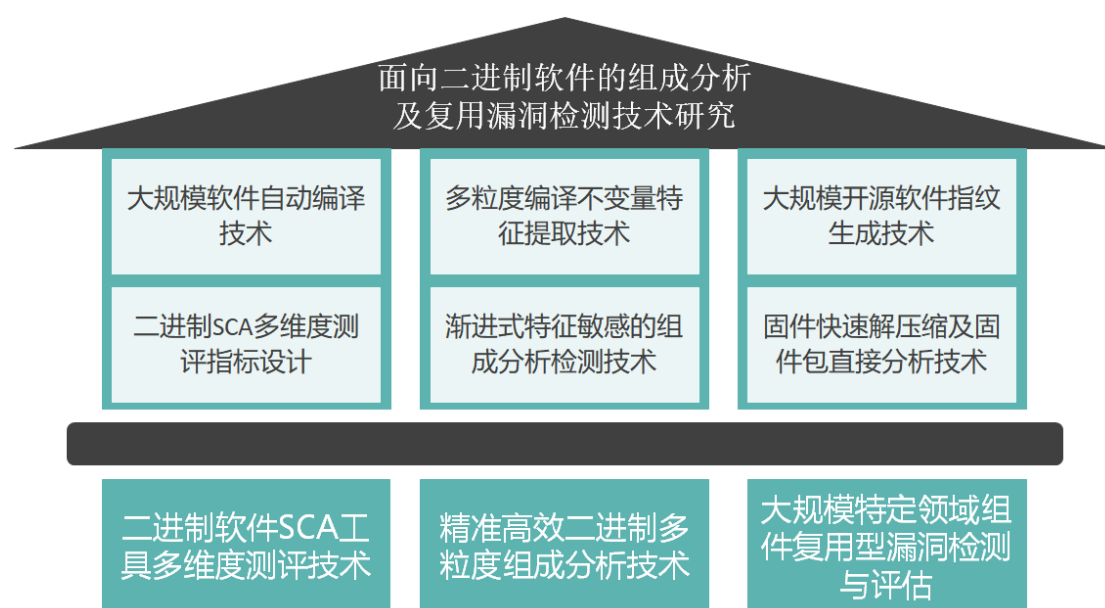 面向二进制软件的组成分析
及复用漏洞检测技术研究
大规模软件自动编译
技术
多粒度编译不变量特
征提取技术
大规模开源软件指纹
生成技术
二进制SCA多维度测
评指标设计
渐进式特征敏感的组
成分析检测技术
固件快速解压缩及固
件包直接分析技术
二进制软件SCA工
具多维度测评技术
精准高效二进制多
粒度组成分析技术
大规模特定领域组
件复用型漏洞检测
与评估